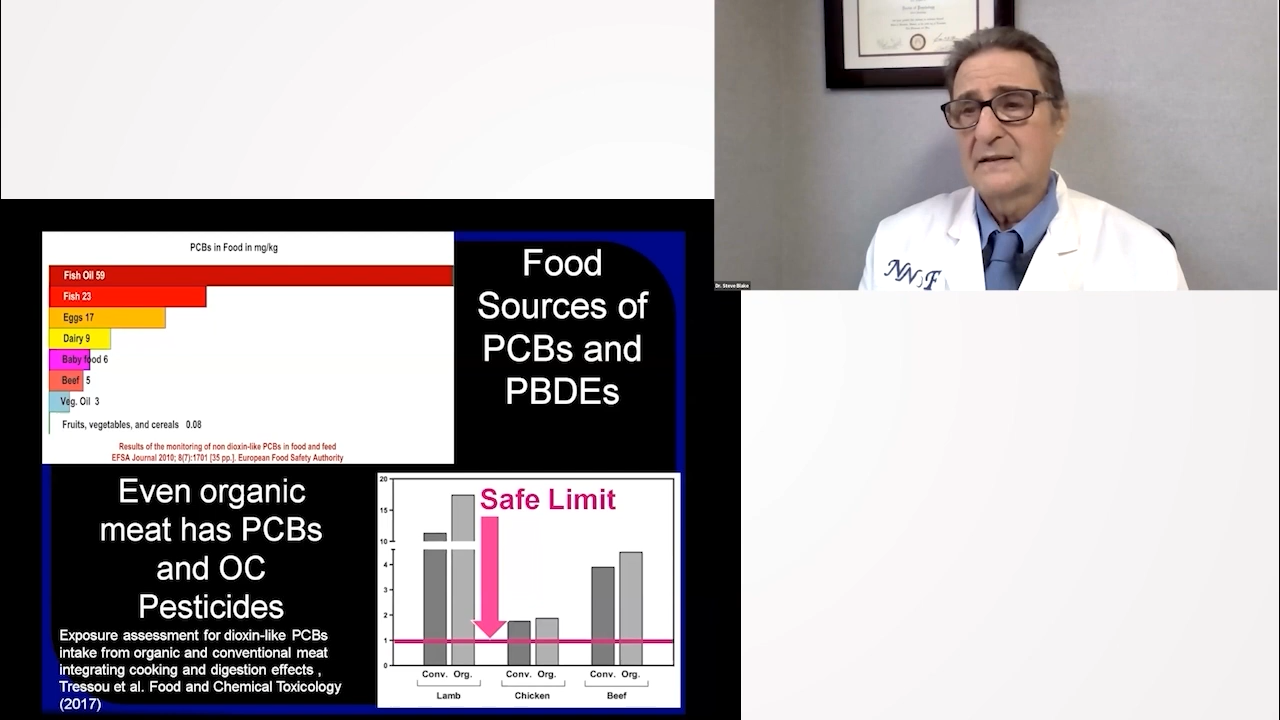 Dr. Steve Blake
PCBs in Food in mg/kg
Fish Oil 59
Fish 23
Eggs 17
Dairy 9
Baby food 6
Beef 5
Veg. Oil 3
Fruits, vegetables, and cereals 0.08
Results of the monitoring of non dioxin-like PCBs in food and feed
EFSA Journal 2010; 8(7):1701 [35 pp.]. European Food Safety Authority
Food
Sources of
PCBs and
PBDEs
Even organic
meat has PCBs
and OC
Pesticides
Exposure assessment for dioxin-like PCBs
intake from organic and conventional meat
integrating cooking and digestion effects ,
Tressou et al. Food and Chemical Toxicology
(2017)
Safe Limit
20
15
10
4
3
2
1
0
Conv. Org. Conv. Org. Conv. Org.
Lamb Chicken Beef